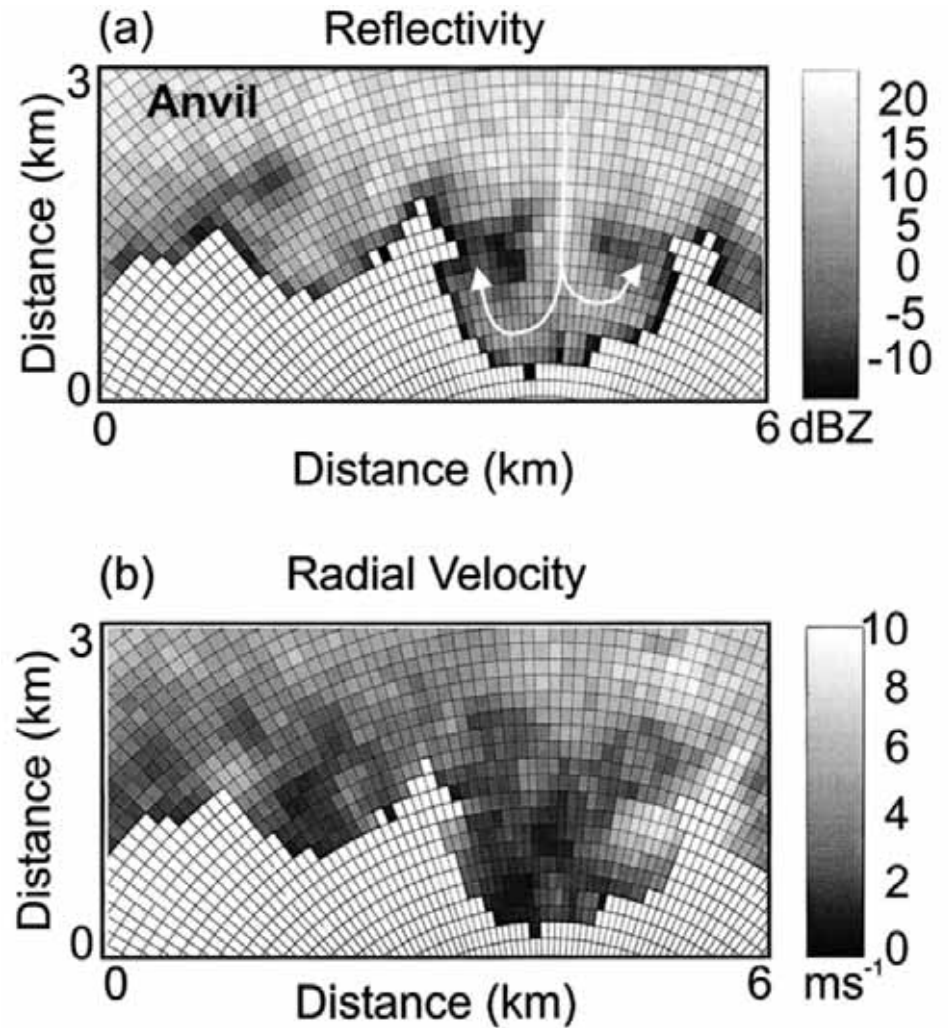 (a) Reflectivity
Anvil
3
Distance (km)
0
0
6
Distance (km)
20
15
10
5
0
-5
-10
dBZ
(b) Radial Velocity
3
Distance (km)
0
0
6
Distance (km)
10
8
6
4
2
0
ms⁻¹